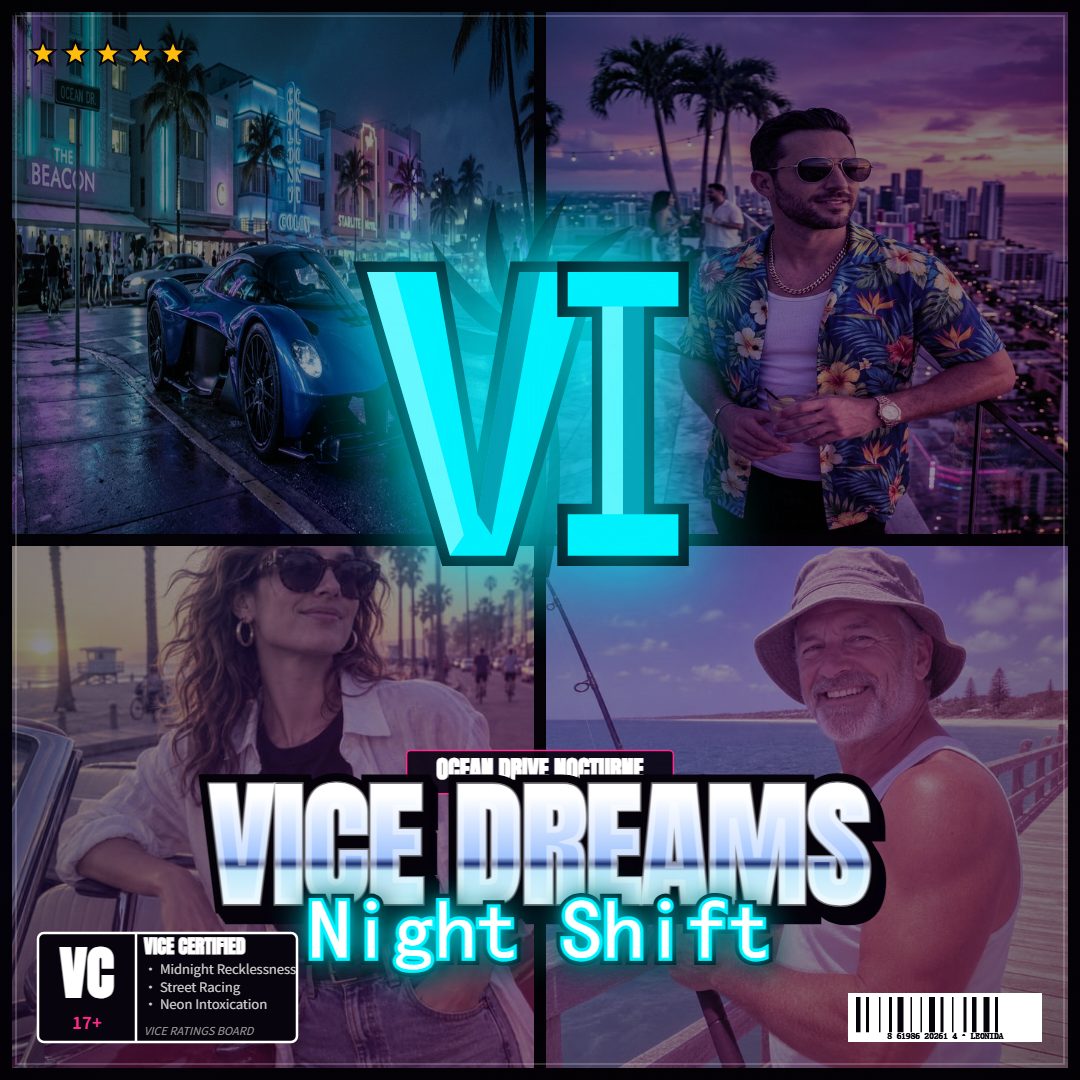 OCEAN DR
THE
BEACON
COLONY
COLONY
STARLITE HOTEL
VI
OCEAN DRIVE NOCTURNE
VICE DREAMS
Night Shift
VC
17+
VICE CERTIFIED
• Midnight Recklessness
• Street Racing
• Neon Intoxication
VICE RATINGS BOARD
8 61986 20261 4 • LEONIDA